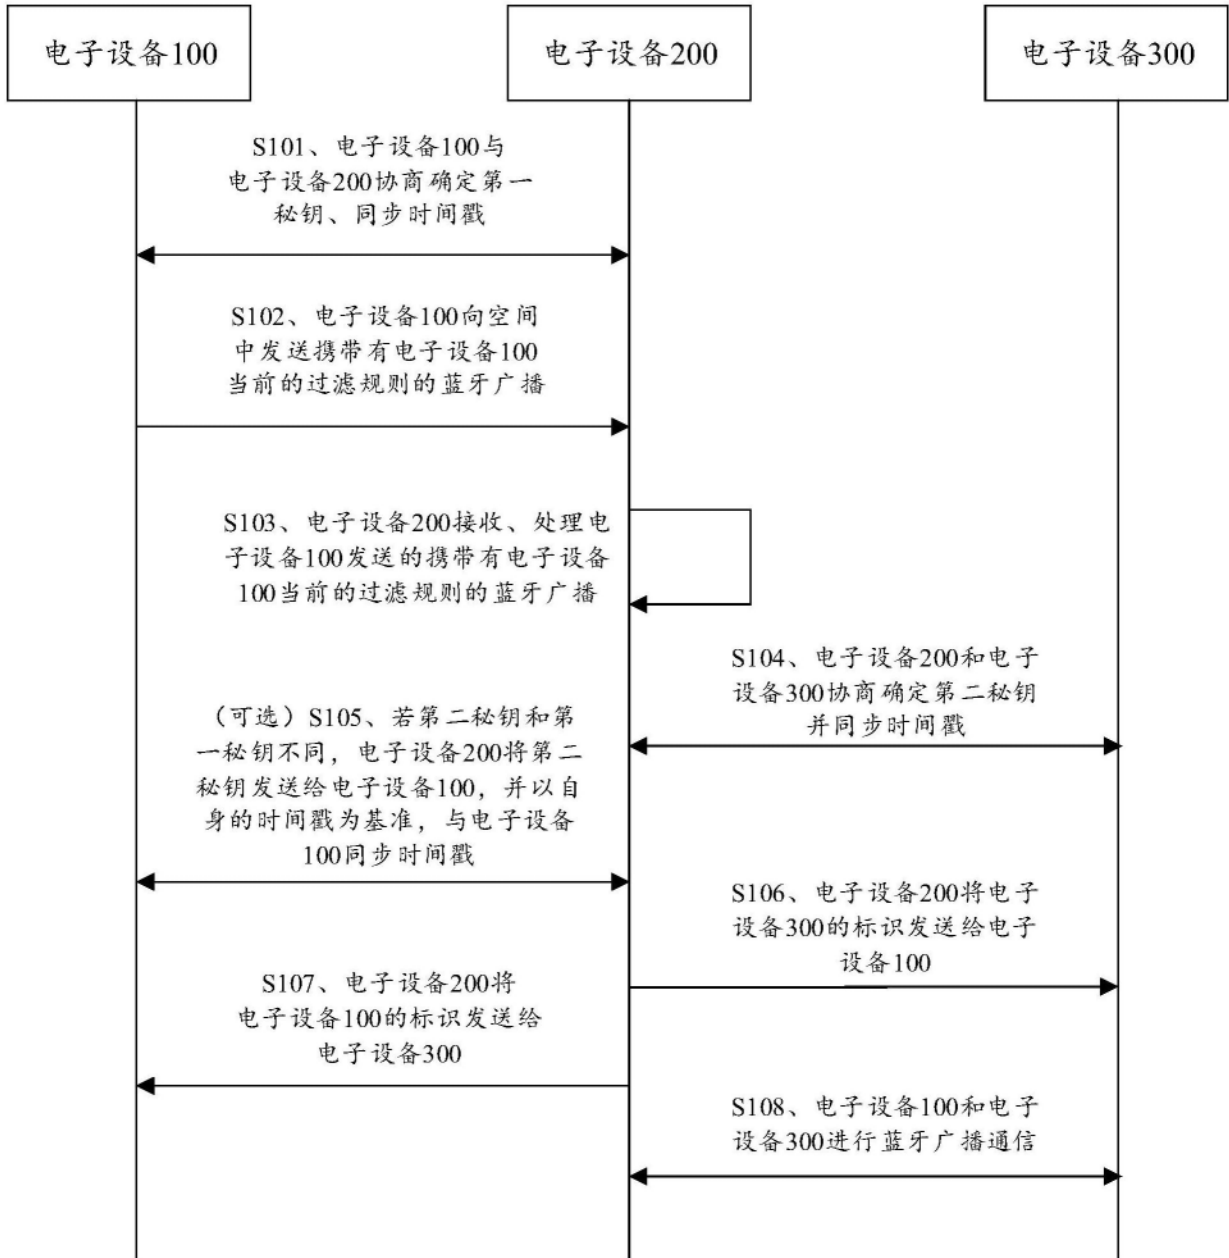 电子设备100
电子设备200
电子设备300
S101、电子设备100与
电子设备200协商确定第一
秘钥、同步时间戳
S102、电子设备100向空间
中发送携带有电子设备100
当前的过滤规则的蓝牙广播
S103、电子设备200接收、处理电
子设备100发送的携带有电子设备
100当前的过滤规则的蓝牙广播
S104、电子设备200和电子
设备300协商确定第二秘钥
并同步时间戳
（可选）S105、若第二秘钥和第
一秘钥不同，电子设备200将第二
秘钥发送给电子设备100，并以自
身的时间戳为基准，与电子设备
100同步时间戳
S106、电子设备200将电子
设备300的标识发送给电子
设备100
S107、电子设备200将
电子设备100的标识发送给
电子设备300
S108、电子设备100和电子
设备300进行蓝牙广播通信